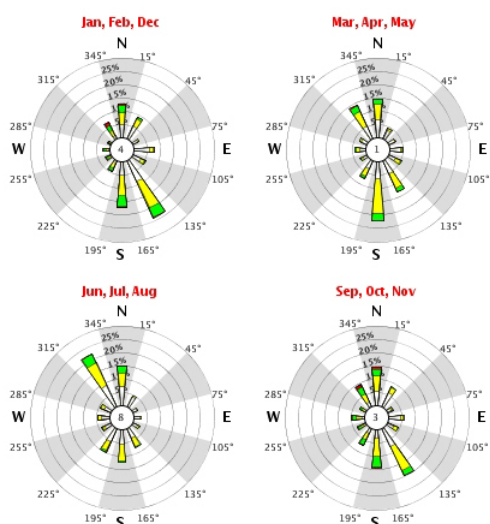 Jan, Feb, Dec
N
345° 15°
315° 45°
25%
20%
15%
285° 75°
W 4 E
255° 105°
225° 135°
195° 165°
S
Mar, Apr, May
N
345° 15°
315° 45°
25%
20%
15%
285° 75°
W 1 E
255° 105°
225° 135°
195° 165°
S
Jun, Jul, Aug
N
345° 15°
315° 45°
25%
20%
15%
285° 75°
W 8 E
255° 105°
225° 135°
195° 165°
S
Sep, Oct, Nov
N
345° 15°
315° 45°
25%
20%
15%
285° 75°
W 3 E
255° 105°
225° 135°
195° 165°
S